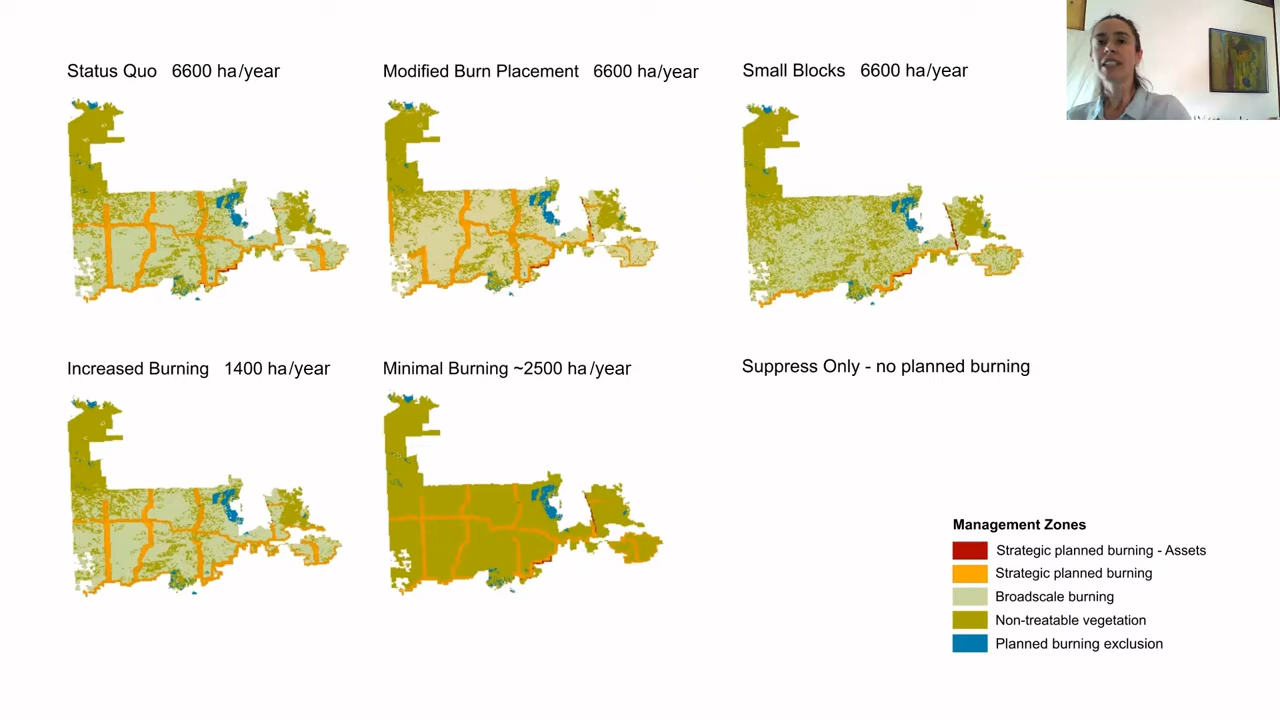 Status Quo 6600 ha/year
Modified Burn Placement 6600 ha/year
Small Blocks 6600 ha/year
Increased Burning 1400 ha/year
Minimal Burning ~2500 ha/year
Suppress Only - no planned burning
Management Zones
Strategic planned burning - Assets
Strategic planned burning
Broadscale burning
Non-treatable vegetation
Planned burning exclusion